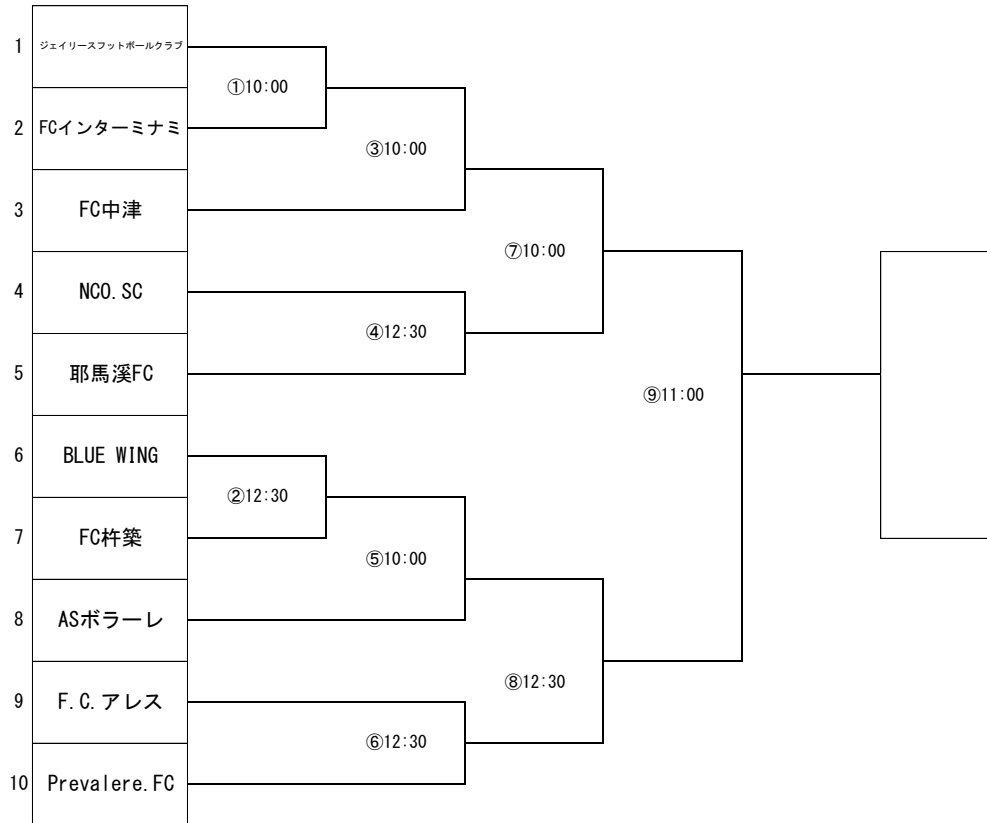 1 ジェイリースフットボールクラブ
①10:00
2 FCインターミナミ
③10:00
3 FC中津
⑦10:00
4 NCO.SC
④12:30
5 耶馬溪FC
⑨11:00
6 BLUE WING
②12:30
7 FC杵築
⑤10:00
8 ASボラーレ
⑧12:30
9 F.C.アレス
⑥12:30
10 Prevalere.FC